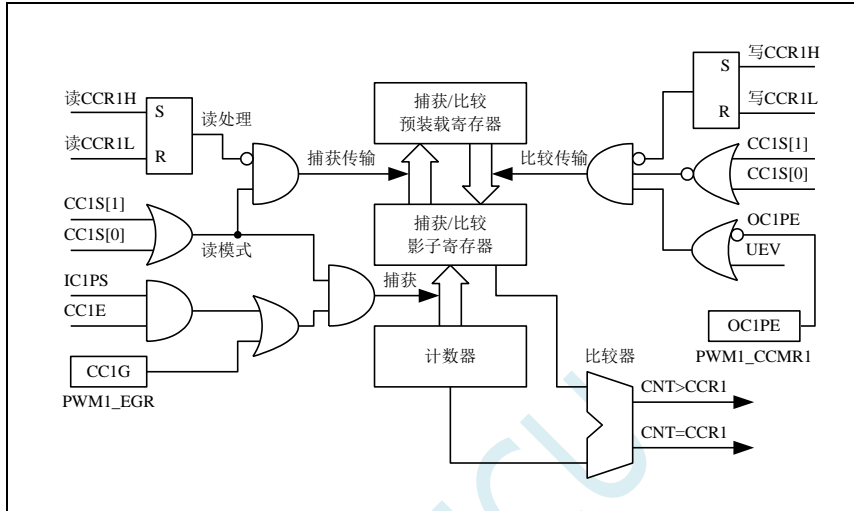 读CCR1H
S
读处理
读CCR1L
R
捕获/比较
预装载寄存器
S
写CCR1H
R
写CCR1L
捕获传输
比较传输
CC1S[1]
CC1S[0]
CC1S[1]
CC1S[0]
读模式
捕获/比较
影子寄存器
OC1PE
UEV
IC1PS
CC1E
捕获
CC1G
PWM1_EGR
计数器
比较器
OC1PE
PWM1_CCMR1
CNT>CCR1
CNT=CCR1
MCU